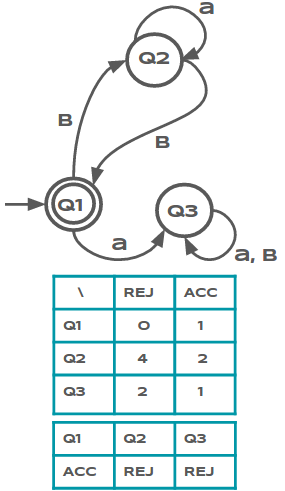 a
Q2
B
B
Q1
Q3
a
a, B
\ REJ ACC
Q1 0 1
Q2 4 2
Q3 2 1
Q1 Q2 Q3
ACC REJ REJ